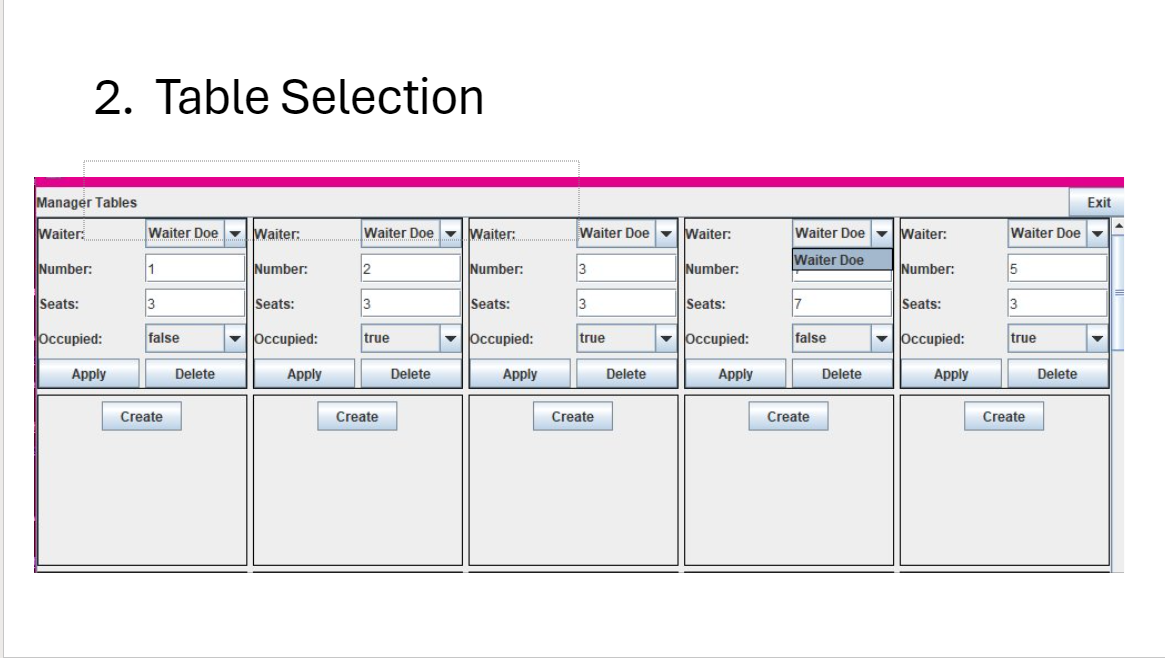 2. Table Selection
Manager Tables Exit
Waiter: Waiter Doe Waiter: Waiter Doe Waiter: Waiter Doe Waiter: Waiter Doe Waiter: Waiter Doe
Waiter Doe
Number: 1 Number: 2 Number: 3 Number: Number: 5
Seats: 3 Seats: 3 Seats: 3 Seats: 7 Seats: 3
Occupied: false Occupied: true Occupied: true Occupied: false Occupied: true
Apply Delete Apply Delete Apply Delete Apply Delete Apply Delete
Create Create Create Create Create